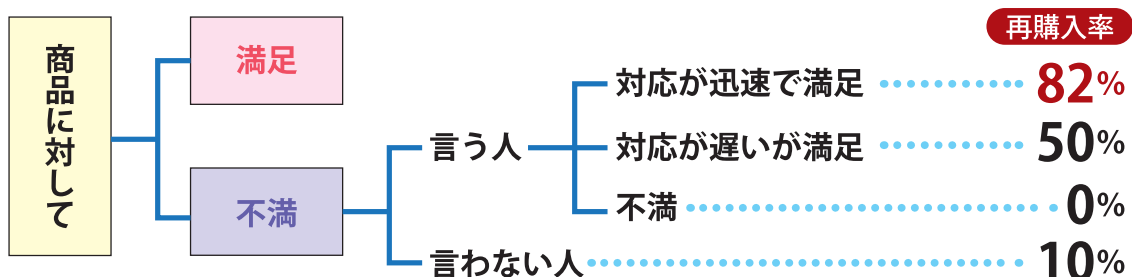 再購入率
商品に対して
満足
不満
言う人
対応が迅速で満足 82%
対応が遅いが満足 50%
不満 0%
言わない人 10%